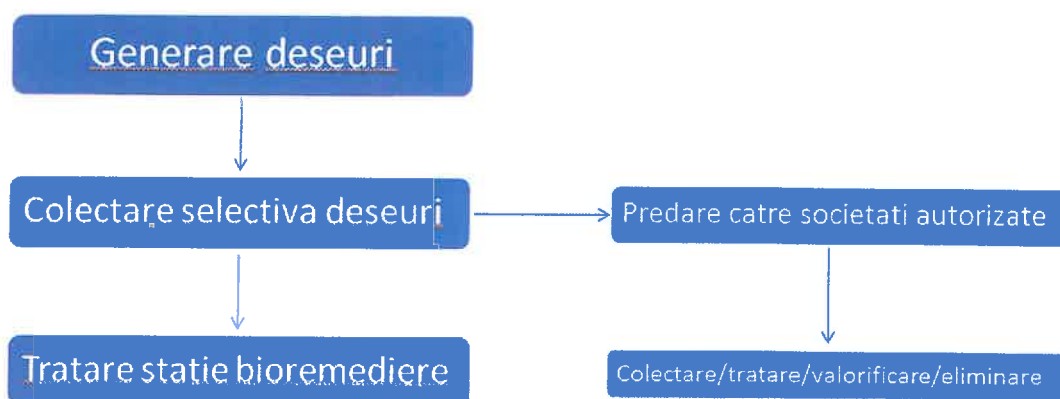 Generare deseuri
Colectare selectiva deseuri
Predare catre societati autorizate
Tratare statie bioremediere
Colectare/tratare/valorificare/eliminare